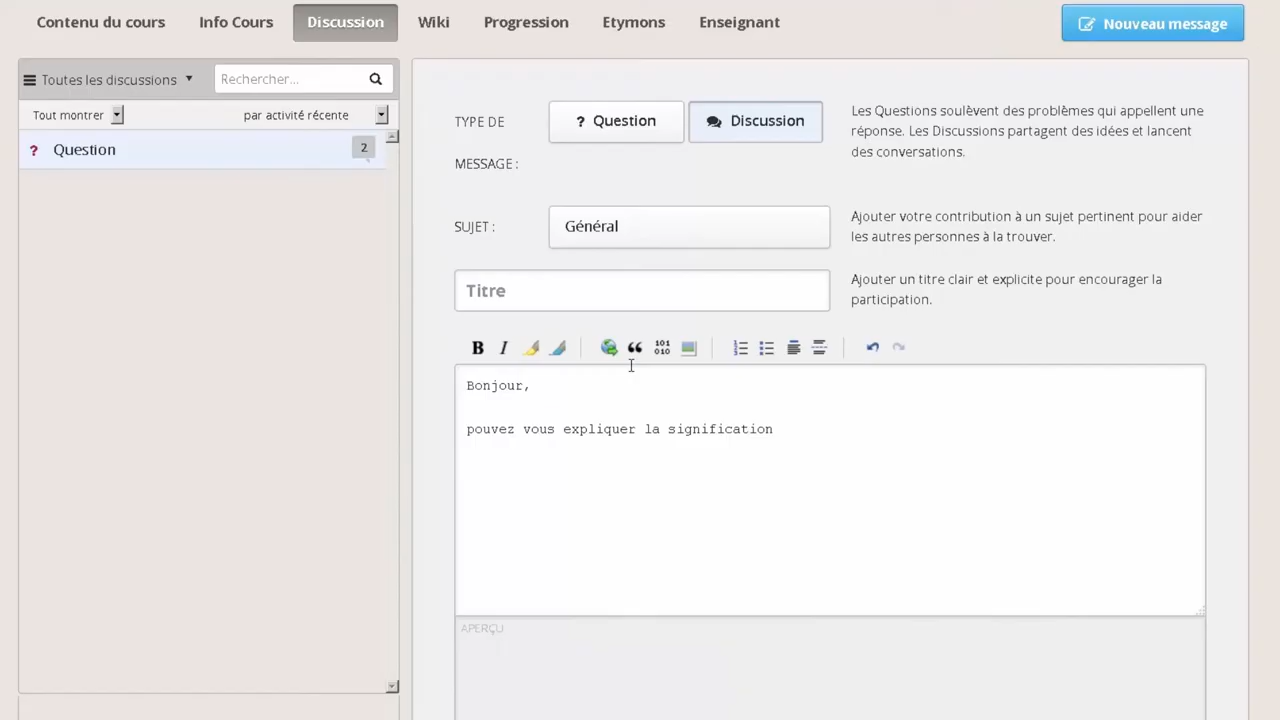 Contenu du cours Info Cours Discussion Wiki Progression Etymons Enseignant Nouveau message
Toutes les discussions Rechercher...
Tout montrer par activité récente
? Question 2
TYPE DE
MESSAGE :
? Question Discussion
Les Questions soulèvent des problèmes qui appellent une
réponse. Les Discussions partagent des idées et lancent
des conversations.
SUJET : Général
Ajouter votre contribution à un sujet pertinent pour aider
les autres personnes à la trouver.
Titre
Ajouter un titre clair et explicite pour encourager la
participation.
B I 101
010
Bonjour,
pouvez vous expliquer la signification
APERÇU